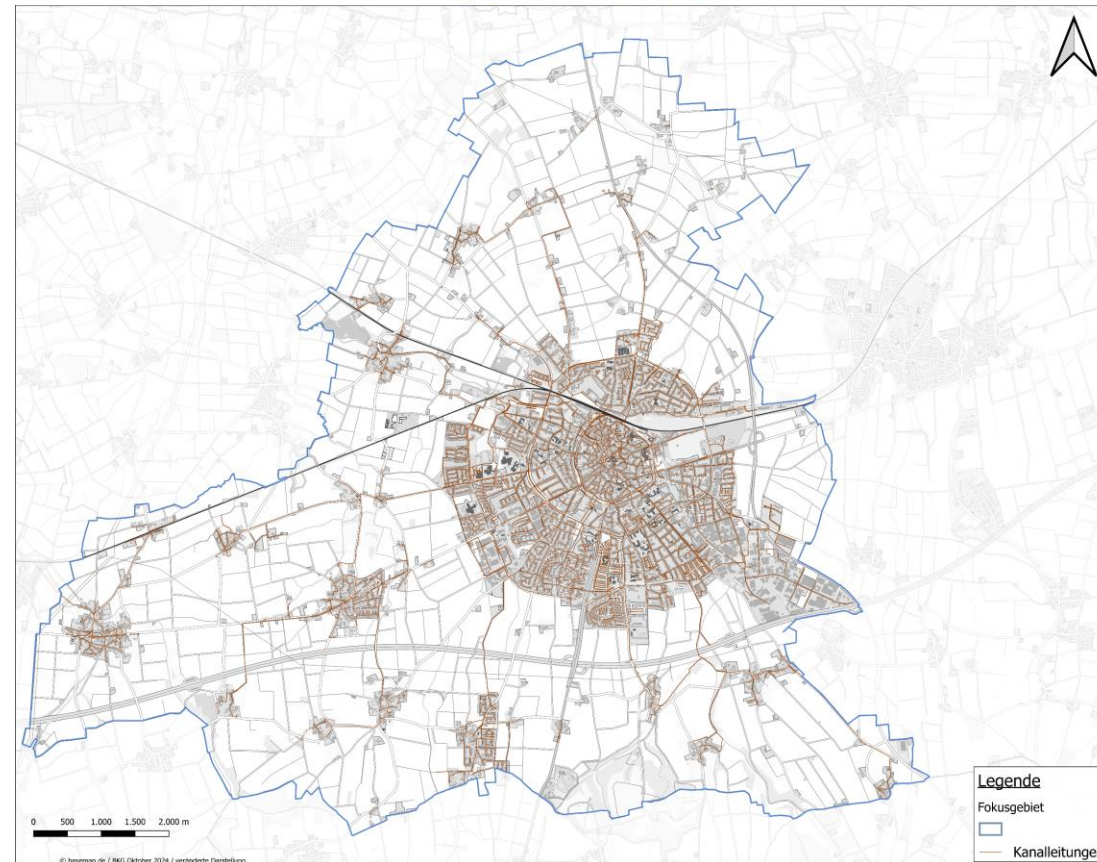 Legende
Fokusgebiet
Kanalleitunge
0 500 1.000 1.500 2.000 m
© basemap.de / BKG Oktober 2024 / veränderte Darstellung